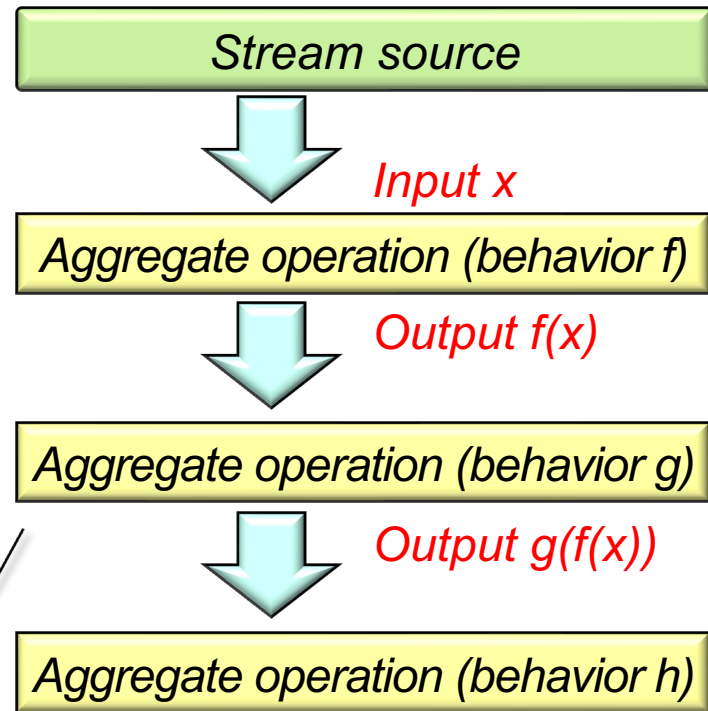 Stream source
Input x
Aggregate operation (behavior f)
Output f(x)
Aggregate operation (behavior g)
Output g(f(x))
Aggregate operation (behavior h)